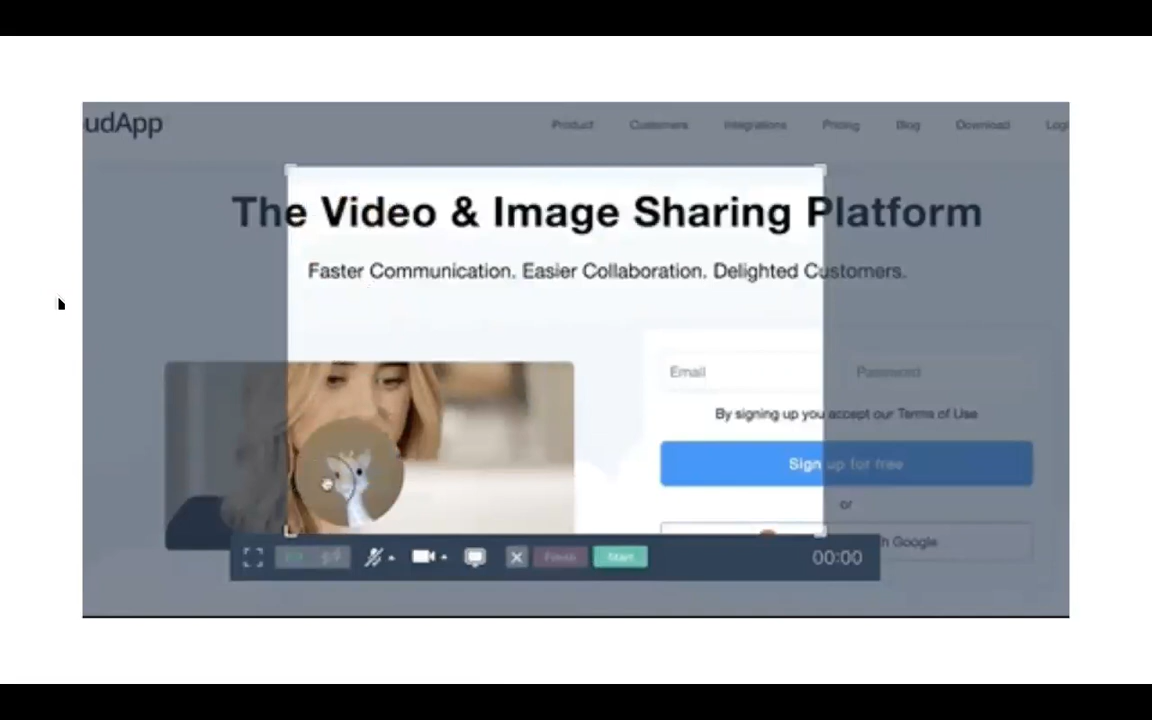 udApp
Product Customers Integrations Pricing Blog Download Logi
The Video & Image Sharing Platform
Faster Communication. Easier Collaboration. Delighted Customers.
Email Password
By signing up you accept our Terms of Use
Sign up for free
or
h Google
Finish Start 00:00